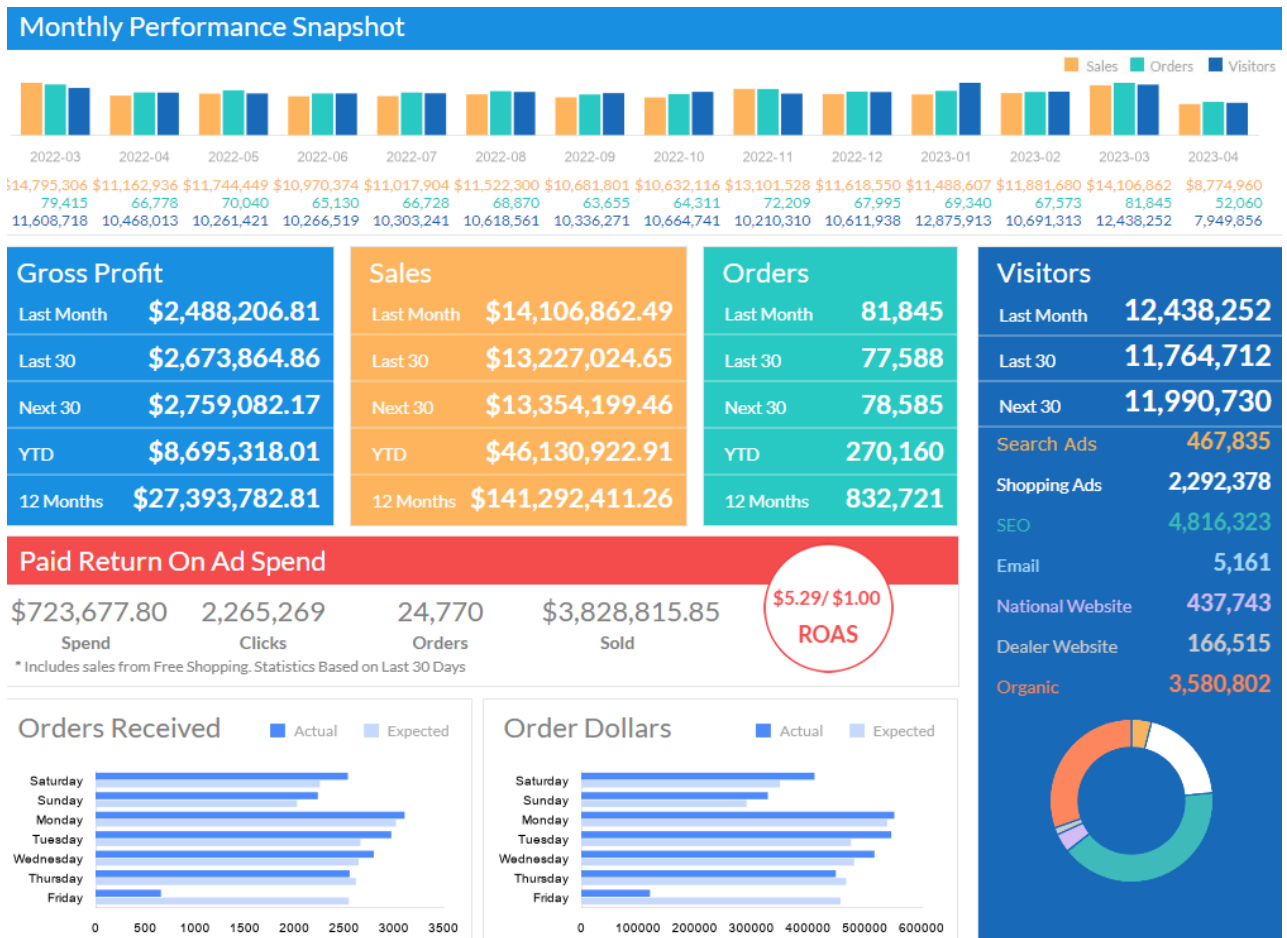 Monthly Performance Snapshot
Sales Orders Visitors
2022-03 2022-04 2022-05 2022-06 2022-07 2022-08 2022-09 2022-10 2022-11 2022-12 2023-01 2023-02 2023-03 2023-04
$14,795,306 $11,162,936 $11,744,449 $10,970,374 $11,017,904 $11,522,300 $10,681,801 $10,632,116 $13,101,528 $11,618,550 $11,488,607 $11,881,680 $14,106,862 $8,774,960
79,415 66,778 70,040 65,130 66,728 68,870 63,655 64,311 72,209 67,995 69,340 67,573 81,845 52,060
11,608,718 10,468,013 10,261,421 10,266,519 10,303,241 10,618,561 10,336,271 10,664,741 10,210,310 10,611,938 12,875,913 10,691,313 12,438,252 7,949,856
Gross Profit
Last Month $2,488,206.81
Last 30 $2,673,864.86
Next 30 $2,759,082.17
YTD $8,695,318.01
12 Months $27,393,782.81
Sales
Last Month $14,106,862.49
Last 30 $13,227,024.65
Next 30 $13,354,199.46
YTD $46,130,922.91
12 Months $141,292,411.26
Orders
Last Month 81,845
Last 30 77,588
Next 30 78,585
YTD 270,160
12 Months 832,721
Visitors
Last Month 12,438,252
Last 30 11,764,712
Next 30 11,990,730
Search Ads 467,835
Shopping Ads 2,292,378
SEO 4,816,323
Email 5,161
National Website 437,743
Dealer Website 166,515
Organic 3,580,802
Paid Return On Ad Spend
$723,677.80 2,265,269 24,770 $3,828,815.85
Spend Clicks Orders Sold
* Includes sales from Free Shopping. Statistics Based on Last 30 Days
$5.29/ $1.00
ROAS
Orders Received
Actual Expected
Saturday
Sunday
Monday
Tuesday
Wednesday
Thursday
Friday
0 500 1000 1500 2000 2500 3000 3500
Order Dollars
Actual Expected
Saturday
Sunday
Monday
Tuesday
Wednesday
Thursday
Friday
0 100000 200000 300000 400000 500000 600000